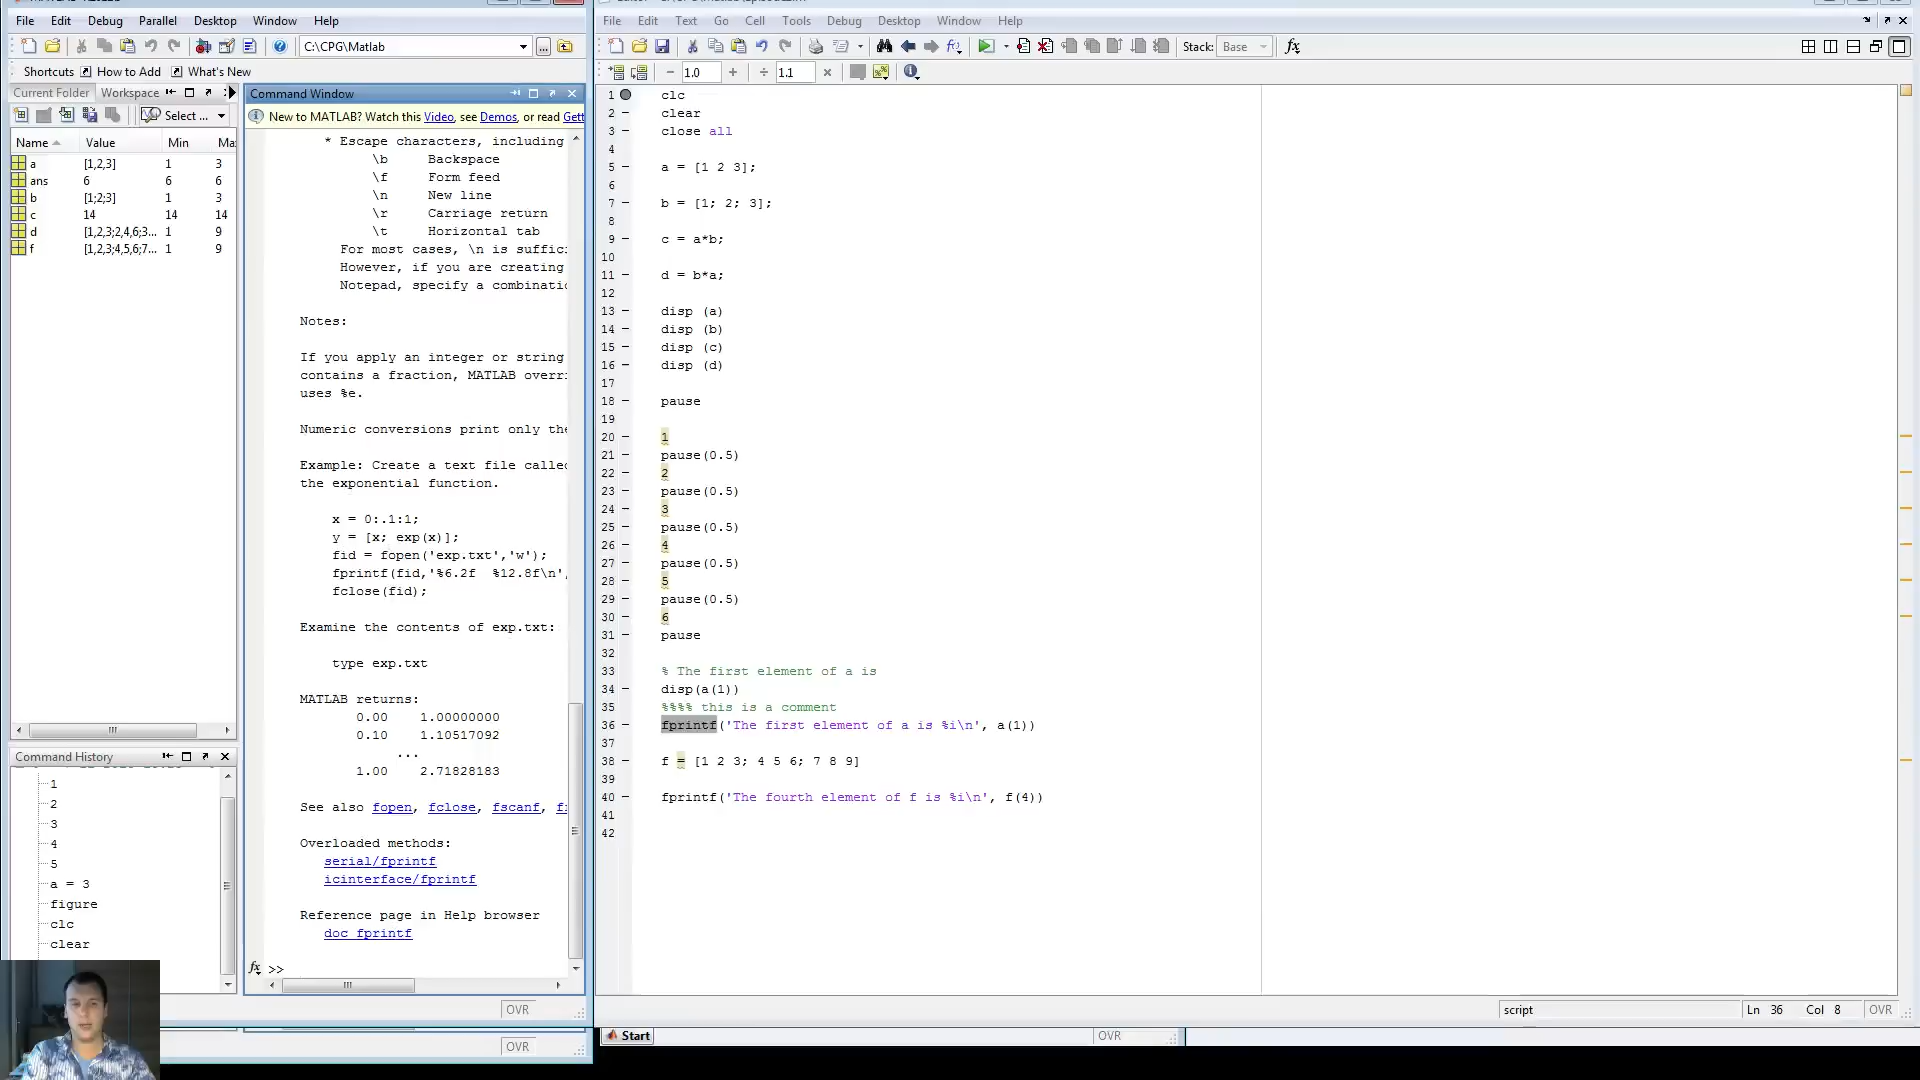 File Edit Debug Parallel Desktop Window Help
C:\CPG\Matlab
Shortcuts How to Add What's New
Current Folder Workspace
Select ...
Name Value Min Max
a [1,2,3] 1 3
ans 6 6 6
b [1;2;3] 1 3
c 14 14 14
d [1,2,3;2,4,6;3... 1 9
f [1,2,3;4,5,6;7... 1 9
Command History
1
2
3
4
5
a = 3
figure
clc
clear
Command Window
New to MATLAB? Watch this Video, see Demos, or read Gett
* Escape characters, including
\b Backspace
\f Form feed
\n New line
\r Carriage return
\t Horizontal tab
For most cases, \n is suffic
However, if you are creating
Notepad, specify a combinatio
Notes:
If you apply an integer or string
contains a fraction, MATLAB overri
uses %e.
Numeric conversions print only the
Example: Create a text file called
the exponential function.
x = 0:.1:1;
y = [x; exp(x)];
fid = fopen('exp.txt','w');
fprintf(fid,'%6.2f %12.8f\n',
fclose(fid);
Examine the contents of exp.txt:
type exp.txt
MATLAB returns:
0.00 1.00000000
0.10 1.10517092
...
1.00 2.71828183
See also fopen, fclose, fscanf,
Overloaded methods:
serial/fprintf
icinterface/fprintf
Reference page in Help browser
doc fprintf
fx >>
OVR
OVR
File Edit Text Go Cell Tools Debug Desktop Window Help
Stack: Base fx
− 1.0 + ÷ 1.1 ×
1 clc
2 clear
3 close all
4
5 a = [1 2 3];
6
7 b = [1; 2; 3];
8
9 c = a*b;
10
11 d = b*a;
12
13 disp (a)
14 disp (b)
15 disp (c)
16 disp (d)
17
18 pause
19
20 1
21 pause(0.5)
22 2
23 pause(0.5)
24 3
25 pause(0.5)
26 4
27 pause(0.5)
28 5
29 pause(0.5)
30 6
31 pause
32
33 % The first element of a is
34 disp(a(1))
35 %%%% this is a comment
36 fprintf('The first element of a is %i\n', a(1))
37
38 f = [1 2 3; 4 5 6; 7 8 9]
39
40 fprintf('The fourth element of f is %i\n', f(4))
41
42
script Ln 36 Col 8 OVR
Start OVR